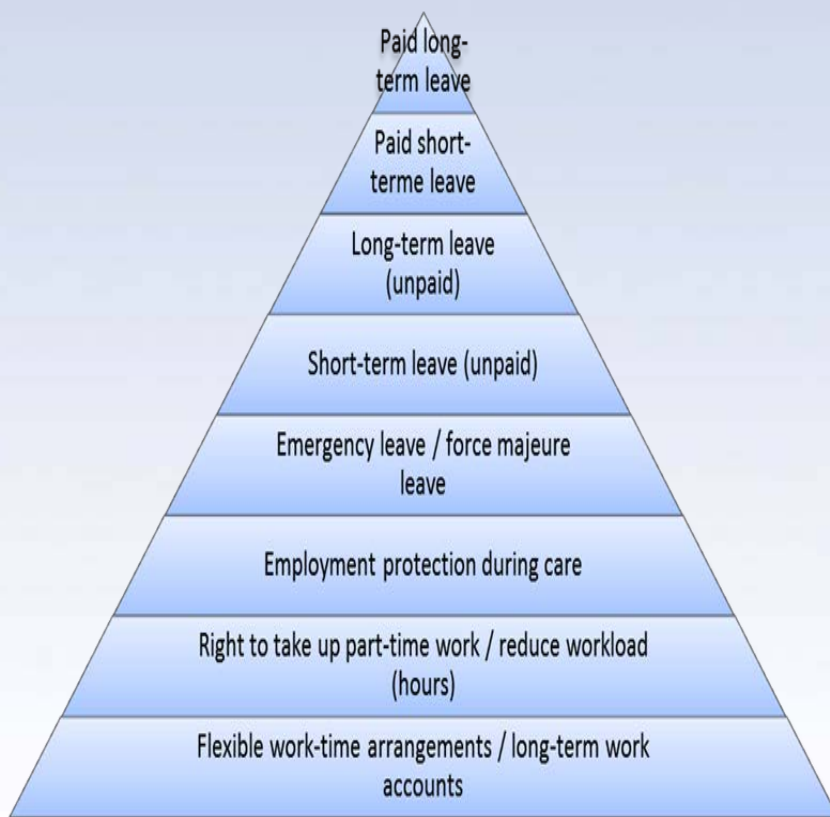 Paid long-
term leave
Paid short-
terme leave
Long-term leave
(unpaid)
Short-term leave (unpaid)
Emergency leave / force majeure
leave
Employment protection during care
Right to take up part-time work / reduce workload
(hours)
Flexible work-time arrangements / long-term work
accounts